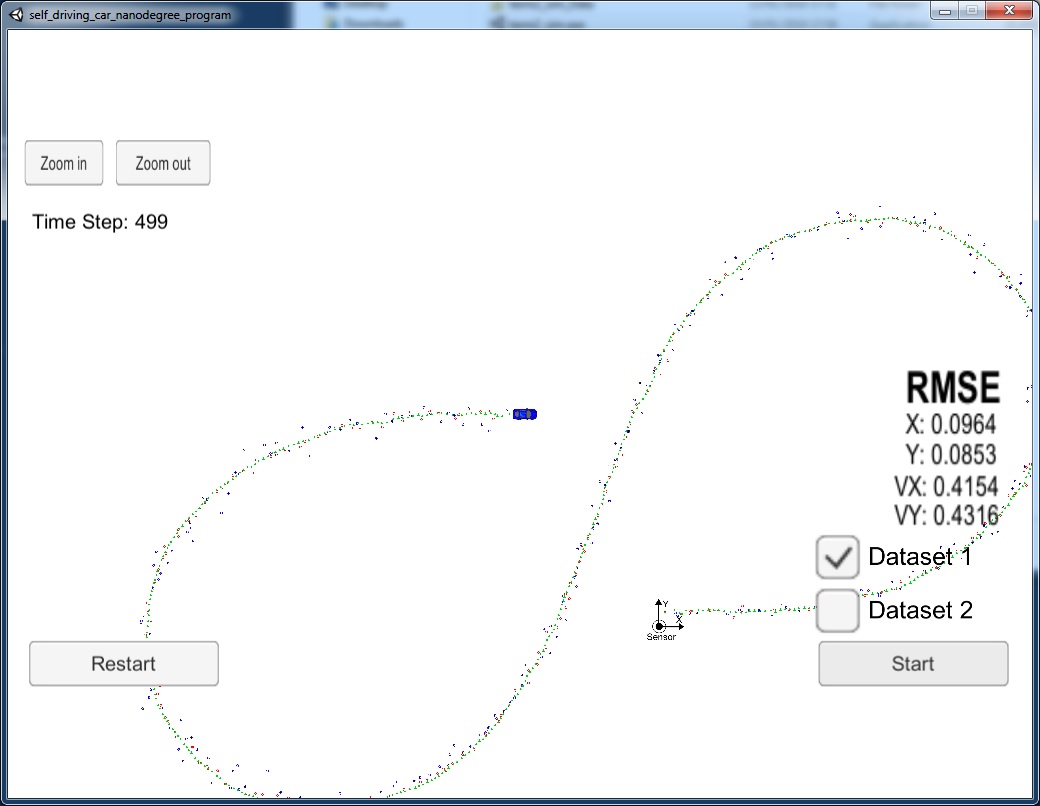 self_driving_car_nanodegree_program
Zoom in
Zoom out
Time Step: 499
RMSE
X: 0.0964
Y: 0.0853
VX: 0.4154
VY: 0.4316
Dataset 1
Dataset 2
Y
X
Sensor
Restart
Start